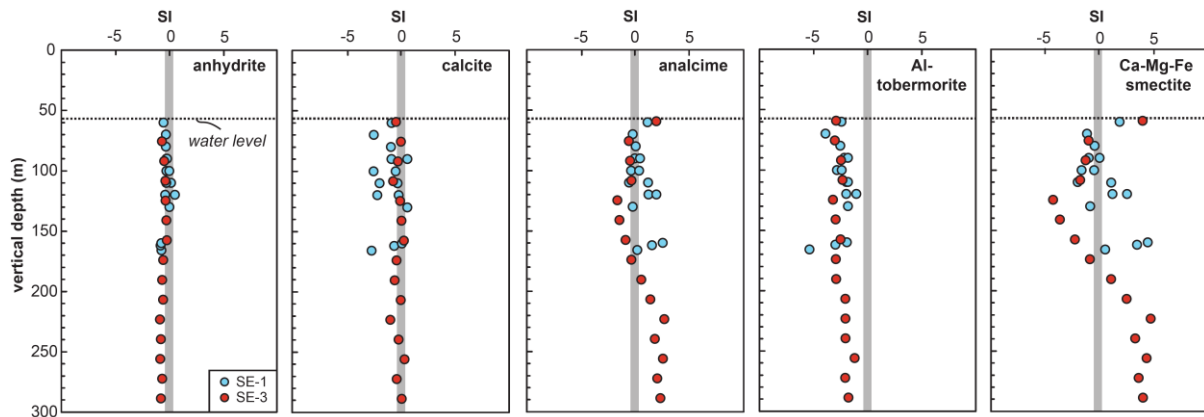 SI SI SI SI SI
-5 0 5 -5 0 5 -5 0 5 -5 0 5 -5 0 5
0
50
100
150
200
250
300
vertical depth (m)
anhydrite
calcite
analcime
Al-
tobermorite
Ca-Mg-Fe
smectite
water level
SE-1
SE-3